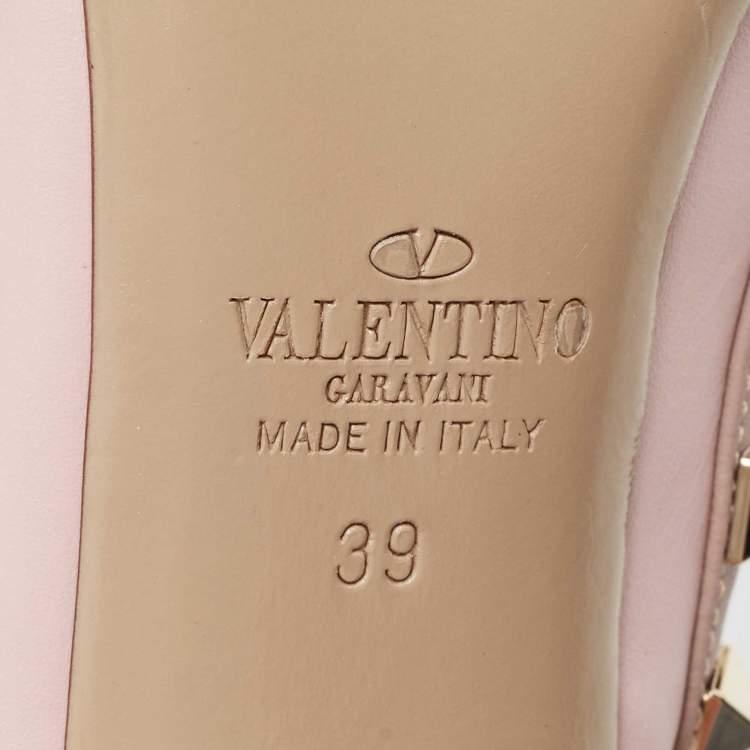 VALENTINO
GARAVANI
MADE IN ITALY
39